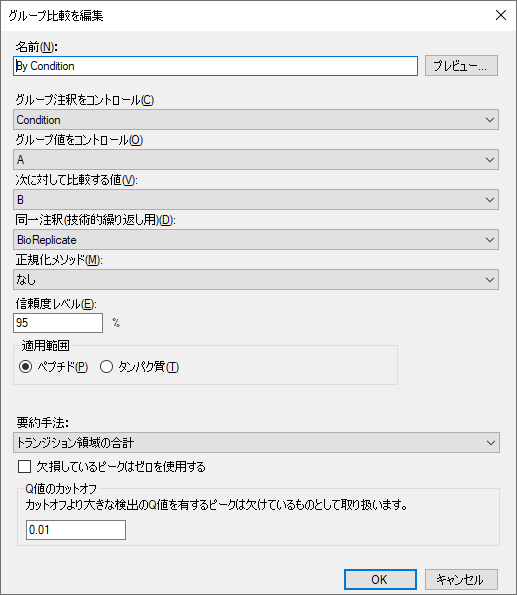 グループ比較を編集
名前(N):
By Condition
プレビュー...
グループ注釈をコントロール(C)
Condition
グループ値をコントロール(O)
A
次に対して比較する値(V):
B
同一注釈(技術的繰り返し用)(D):
BioReplicate
正規化メソッド(M):
なし
信頼度レベル(E):
95 %
適用範囲
ペプチド(P) タンパク質(T)
要約手法:
トランジション領域の合計
欠損しているピークはゼロを使用する
Q値のカットオフ
カットオフより大きな検出のQ値を有するピークは欠けているものとして取り扱います。
0.01
OK キャンセル